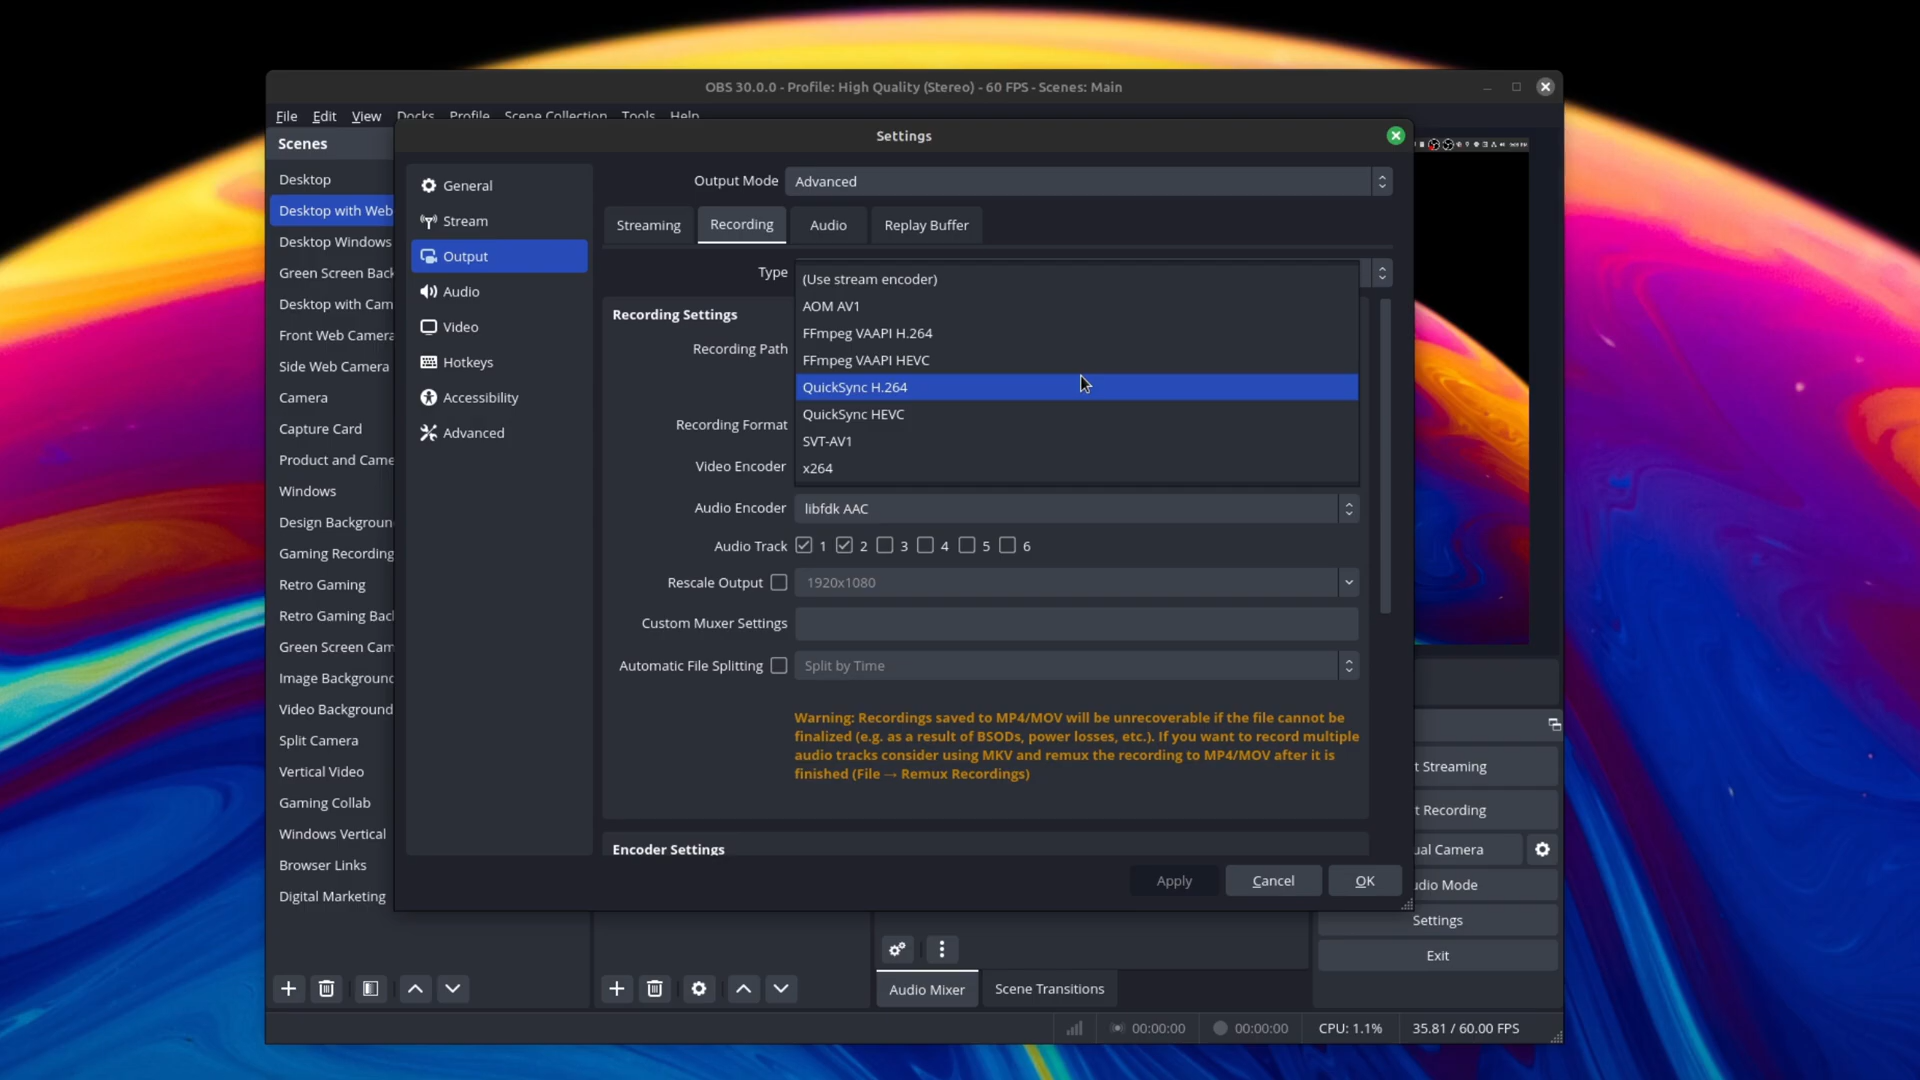 OBS 30.0.0 - Profile: High Quality (Stereo) - 60 FPS - Scenes: Main
File Edit View Docks Profile Scene Collection Tools Help
Scenes
Desktop
Desktop with Web
Desktop Windows
Green Screen Back
Desktop with Cam
Front Web Camera
Side Web Camera
Camera
Capture Card
Product and Came
Windows
Design Backgroun
Gaming Recording
Retro Gaming
Retro Gaming Bac
Green Screen Cam
Image Background
Video Background
Split Camera
Vertical Video
Gaming Collab
Windows Vertical
Browser Links
Digital Marketing
Settings
General
Stream
Output
Audio
Video
Hotkeys
Accessibility
Advanced
Output Mode Advanced
Streaming Recording Audio Replay Buffer
Type
(Use stream encoder)
AOM AV1
FFmpeg VAAPI H.264
FFmpeg VAAPI HEVC
QuickSync H.264
QuickSync HEVC
SVT-AV1
x264
Recording Settings
Recording Path
Recording Format
Video Encoder
Audio Encoder libfdk AAC
Audio Track 1 2 3 4 5 6
Rescale Output 1920x1080
Custom Muxer Settings
Automatic File Splitting Split by Time
Warning: Recordings saved to MP4/MOV will be unrecoverable if the file cannot be
finalized (e.g. as a result of BSODs, power losses, etc.). If you want to record multiple
audio tracks consider using MKV and remux the recording to MP4/MOV after it is
finished (File → Remux Recordings)
Encoder Settings
Apply Cancel OK
t Streaming
t Recording
ual Camera
udio Mode
Settings
Exit
Audio Mixer Scene Transitions
00:00:00 00:00:00 CPU: 1.1% 35.81 / 60.00 FPS